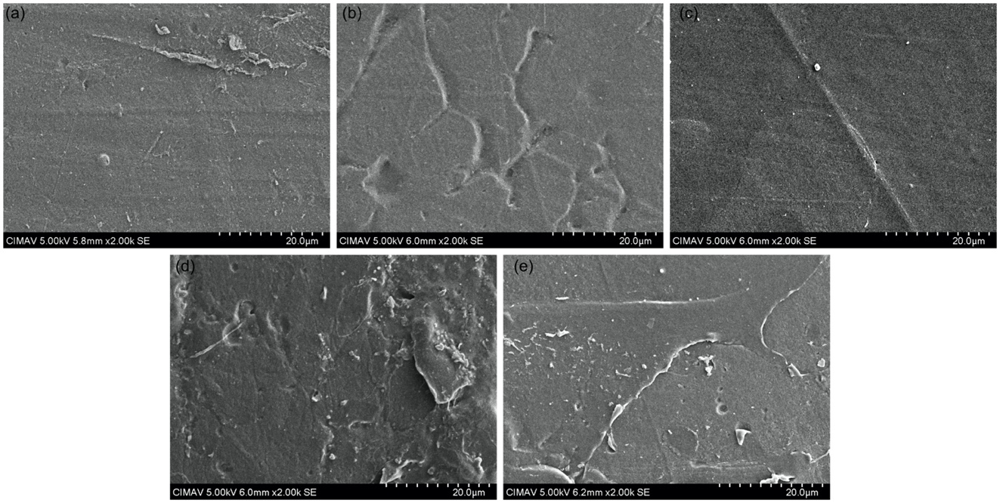 (a)
CIMAV 5.00kV 5.8mm x2.00k SE 20.0µm
(b)
CIMAV 5.00kV 6.0mm x2.00k SE 20.0µm
(c)
CIMAV 5.00kV 6.0mm x2.00k SE 20.0µm
(d)
CIMAV 5.00kV 6.0mm x2.00k SE 20.0µm
(e)
CIMAV 5.00kV 6.2mm x2.00k SE 20.0µm